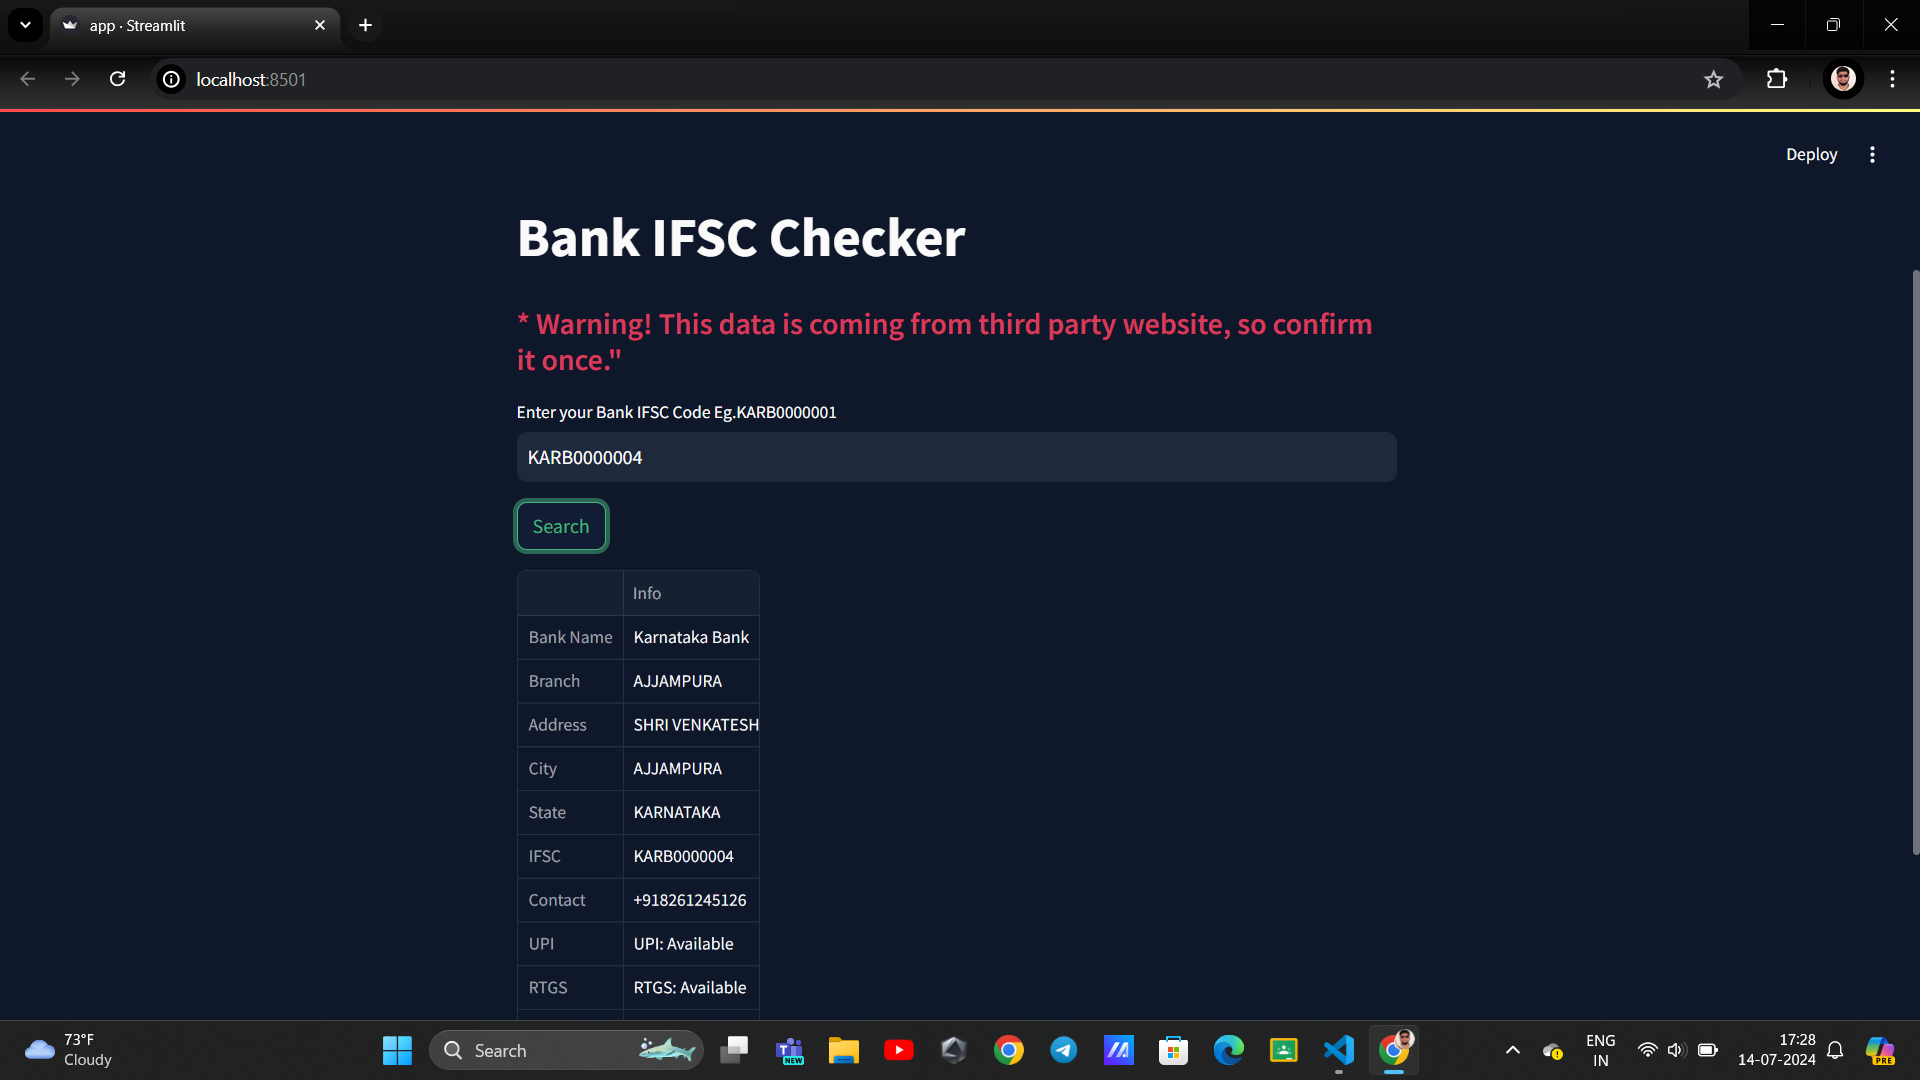 app · Streamlit
localhost:8501
Deploy
Bank IFSC Checker
* Warning! This data is coming from third party website, so confirm
it once."
Enter your Bank IFSC Code Eg.KARB0000001
KARB0000004
Search
Info
Bank Name Karnataka Bank
Branch AJJAMPURA
Address SHRI VENKATESH
City AJJAMPURA
State KARNATAKA
IFSC KARB0000004
Contact +918261245126
UPI UPI: Available
RTGS RTGS: Available
73°F
Cloudy
Search
NEW
ENG
IN
17:28
14-07-2024
PRE